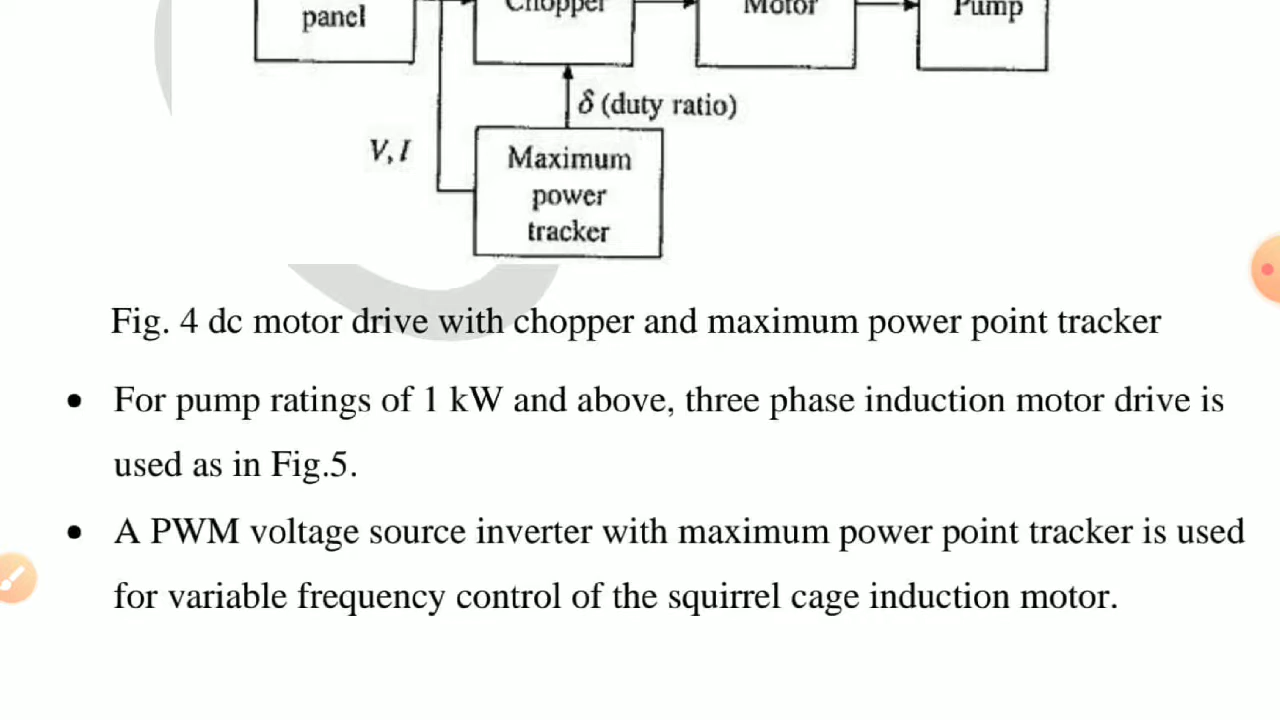 panel
Chopper
Motor
Pump
δ (duty ratio)
V, I
Maximum
power
tracker
Fig. 4 dc motor drive with chopper and maximum power point tracker
• For pump ratings of 1 kW and above, three phase induction motor drive is
used as in Fig.5.
• A PWM voltage source inverter with maximum power point tracker is used
for variable frequency control of the squirrel cage induction motor.